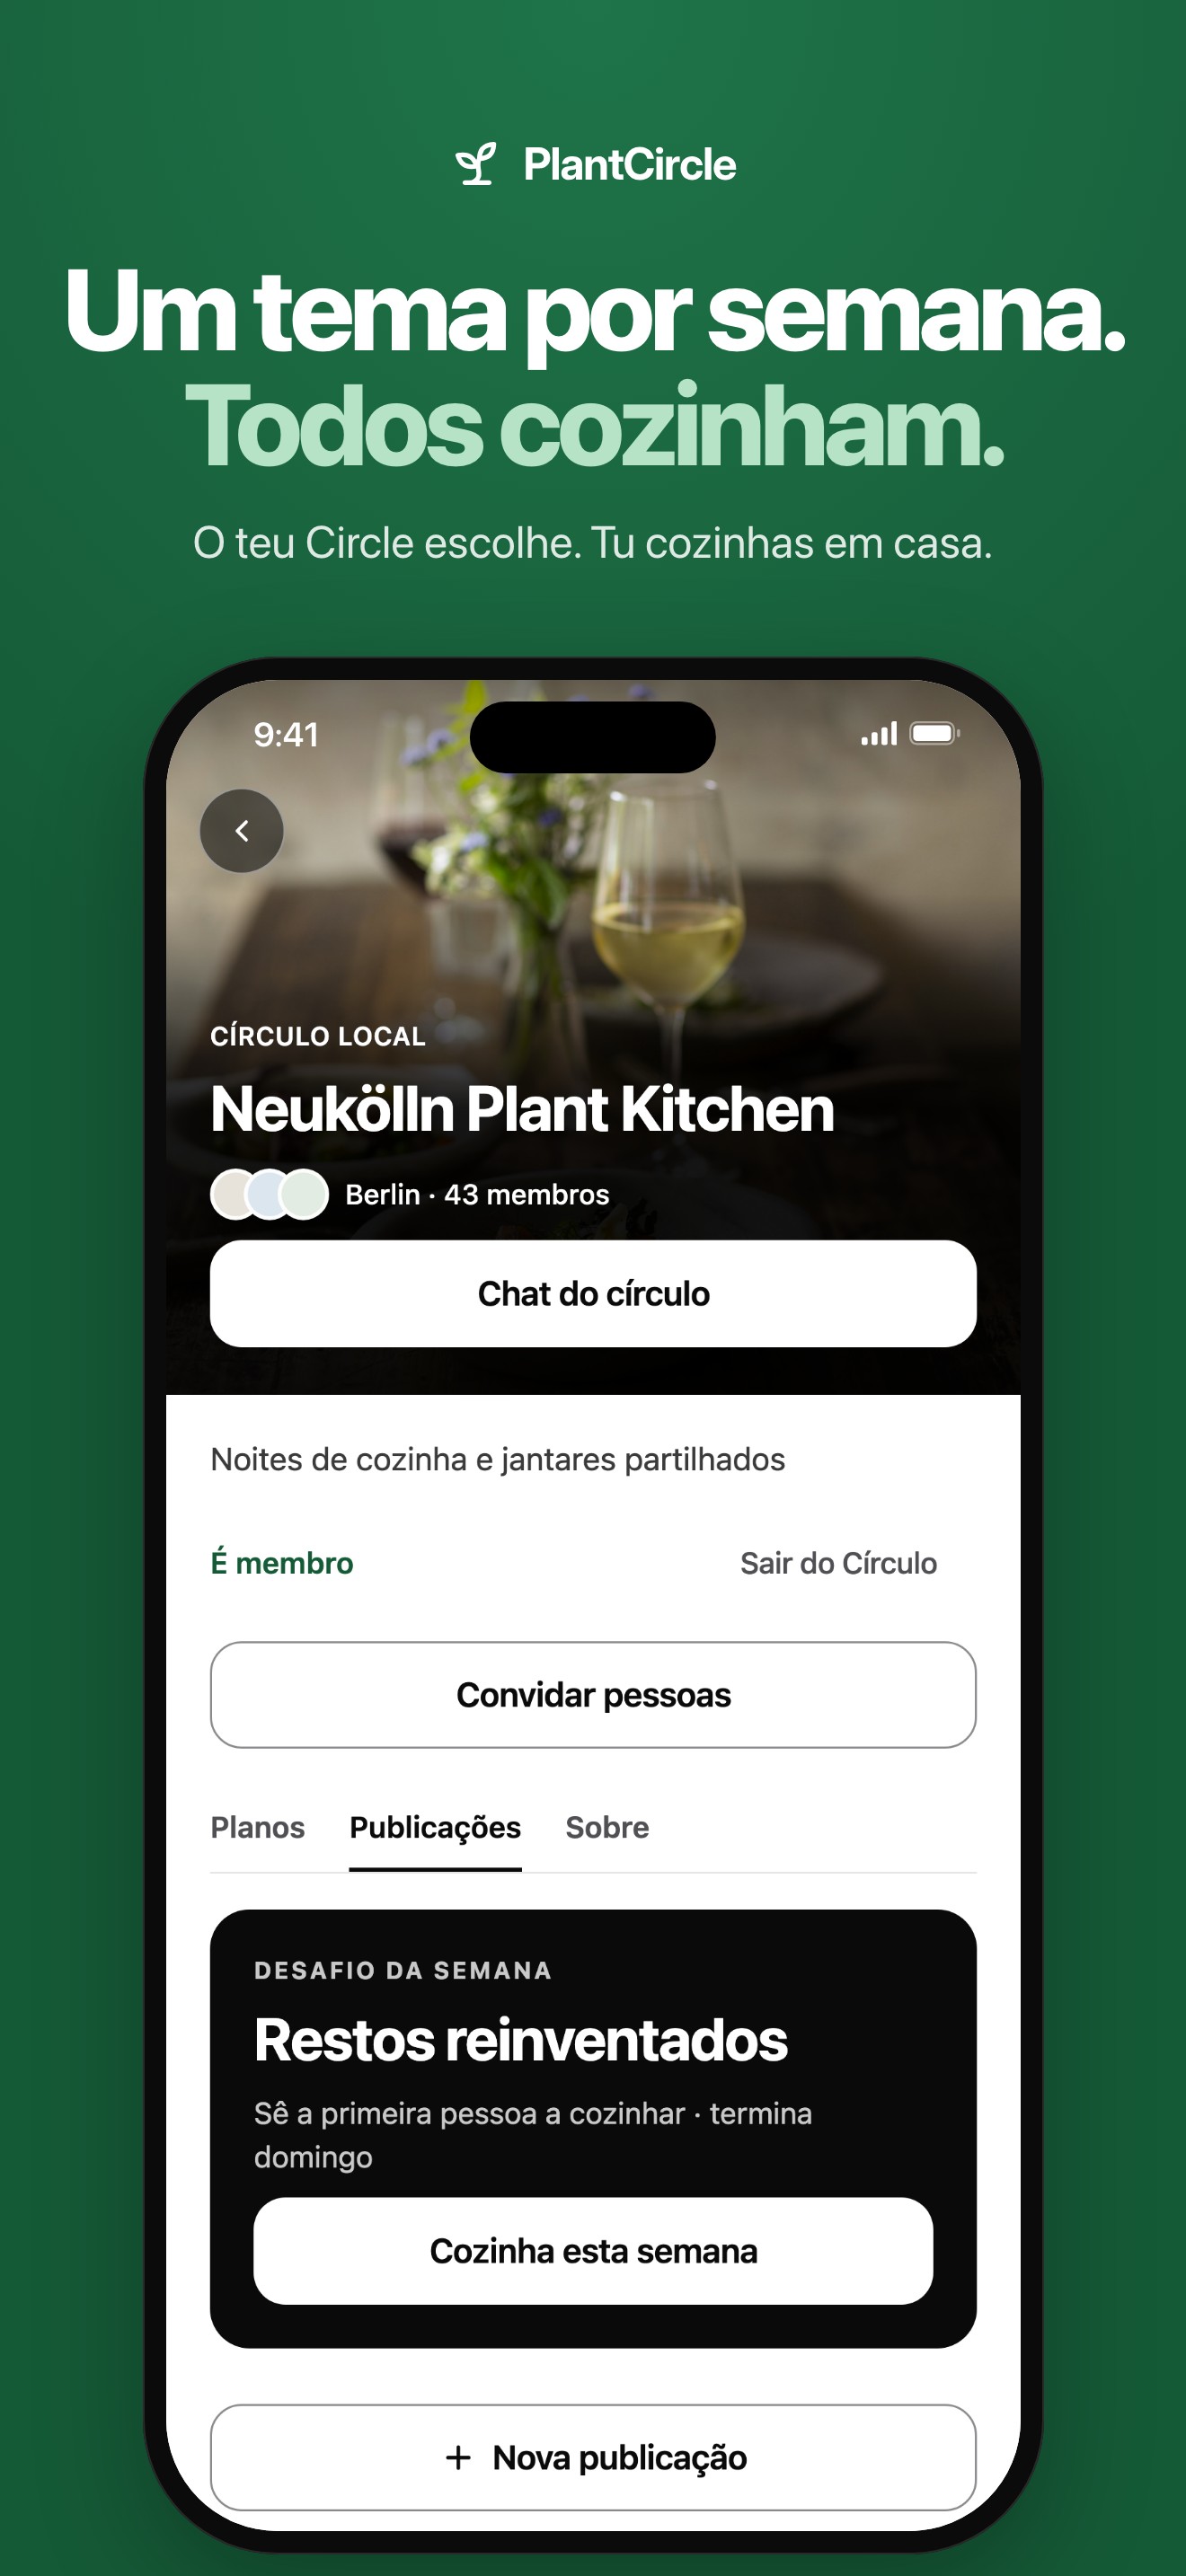 PlantCircle
Um tema por semana.
Todos cozinham.
O teu Circle escolhe. Tu cozinhas em casa.
9:41
CÍRCULO LOCAL
Neukölln Plant Kitchen
Berlin · 43 membros
Chat do círculo
Noites de cozinha e jantares partilhados
É membro
Sair do Círculo
Convidar pessoas
Planos
Publicações
Sobre
DESAFIO DA SEMANA
Restos reinventados
Sê a primeira pessoa a cozinhar · termina
domingo
Cozinha esta semana
+ Nova publicação